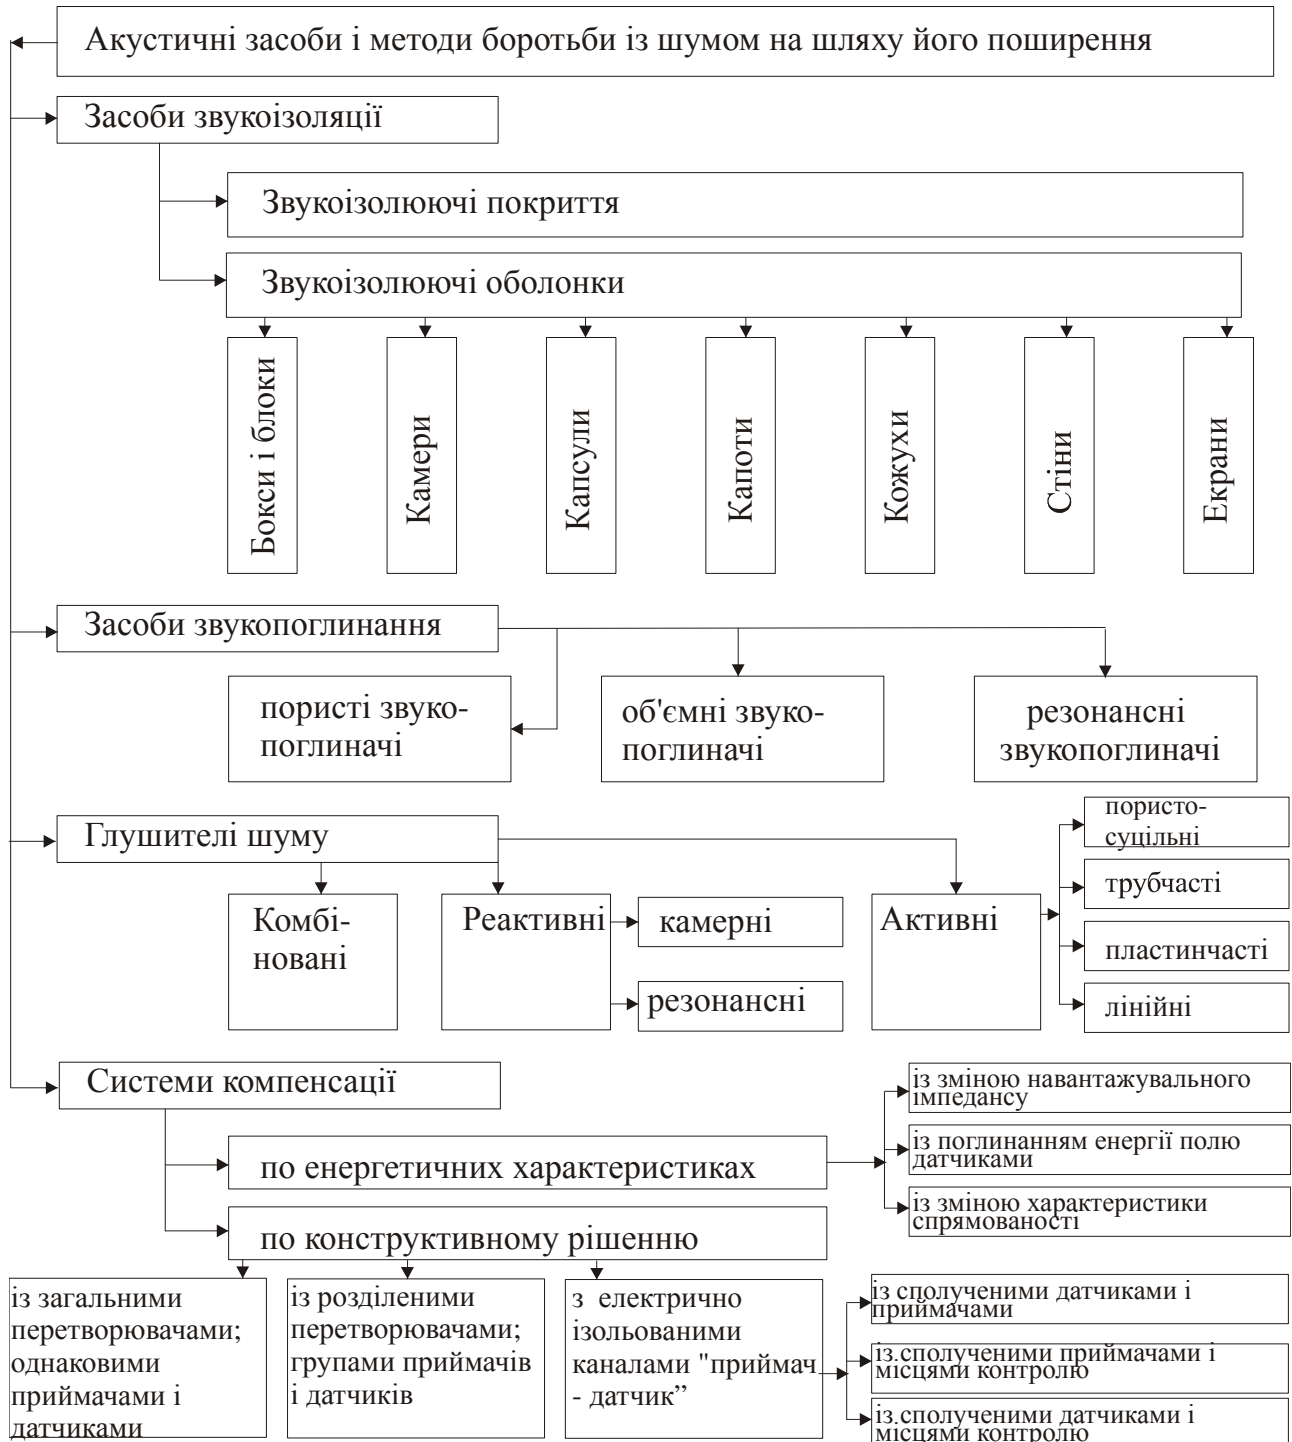 Акустичні засоби і методи боротьби із шумом на шляху його поширення
Засоби звукоізоляції
Звукоізолюючі покриття
Звукоізолюючі оболонки
Бокси і блоки
Камери
Капсули
Капоти
Кожухи
Стіни
Екрани
Засоби звукопоглинання
пористі звуко-
поглиначі
об'ємні звуко-
поглиначі
резонансні
звукопоглиначі
Глушителі шуму
Комбі-
новані
Реактивні
камерні
резонансні
Активні
пористо-
суцільні
трубчасті
пластинчасті
лінійні
Системи компенсації
по енергетичних характеристиках
із зміною навантажувального
імпедансу
із поглинанням енергії полю
датчиками
із зміною характеристики
спрямованості
по конструктивному рішенню
із загальними
перетворювачами;
однаковими
приймачами і
датчиками
із розділеними
перетворювачами;
групами приймачів
і датчиків
з електрично
ізольованими
каналами "приймач
- датчик”
із сполученими датчиками і
приймачами
із сполученими приймачами і
місцями контролю
із сполученими датчиками і
місцями контролю